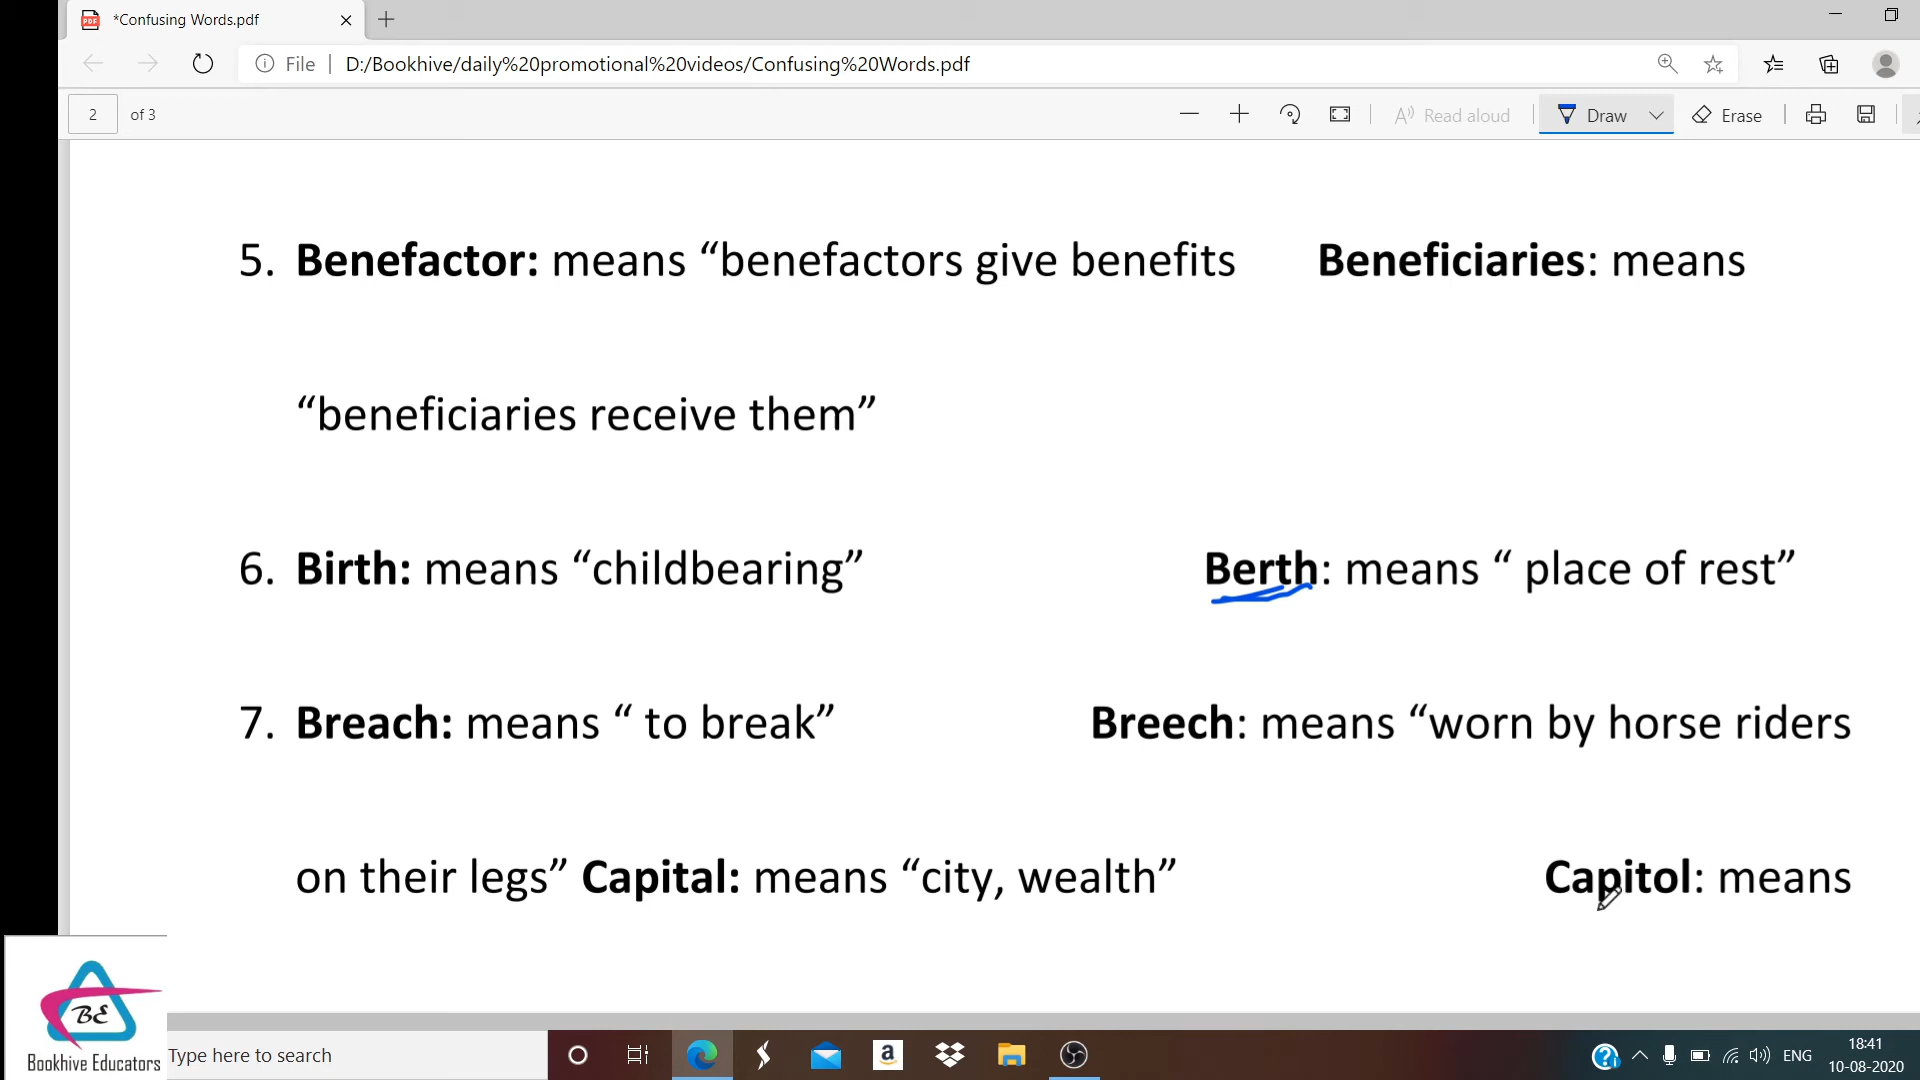 *Confusing Words.pdf
File | D:/Bookhive/daily%20promotional%20videos/Confusing%20Words.pdf
2 of 3 Read aloud Draw Erase
5. Benefactor: means “benefactors give benefits Beneficiaries: means
“beneficiaries receive them”
6. Birth: means “childbearing” Berth: means “ place of rest”
7. Breach: means “ to break” Breech: means “worn by horse riders
on their legs” Capital: means “city, wealth” Capitol: means
BE
Bookhive Educators
Type here to search
ENG
18:41
10-08-2020